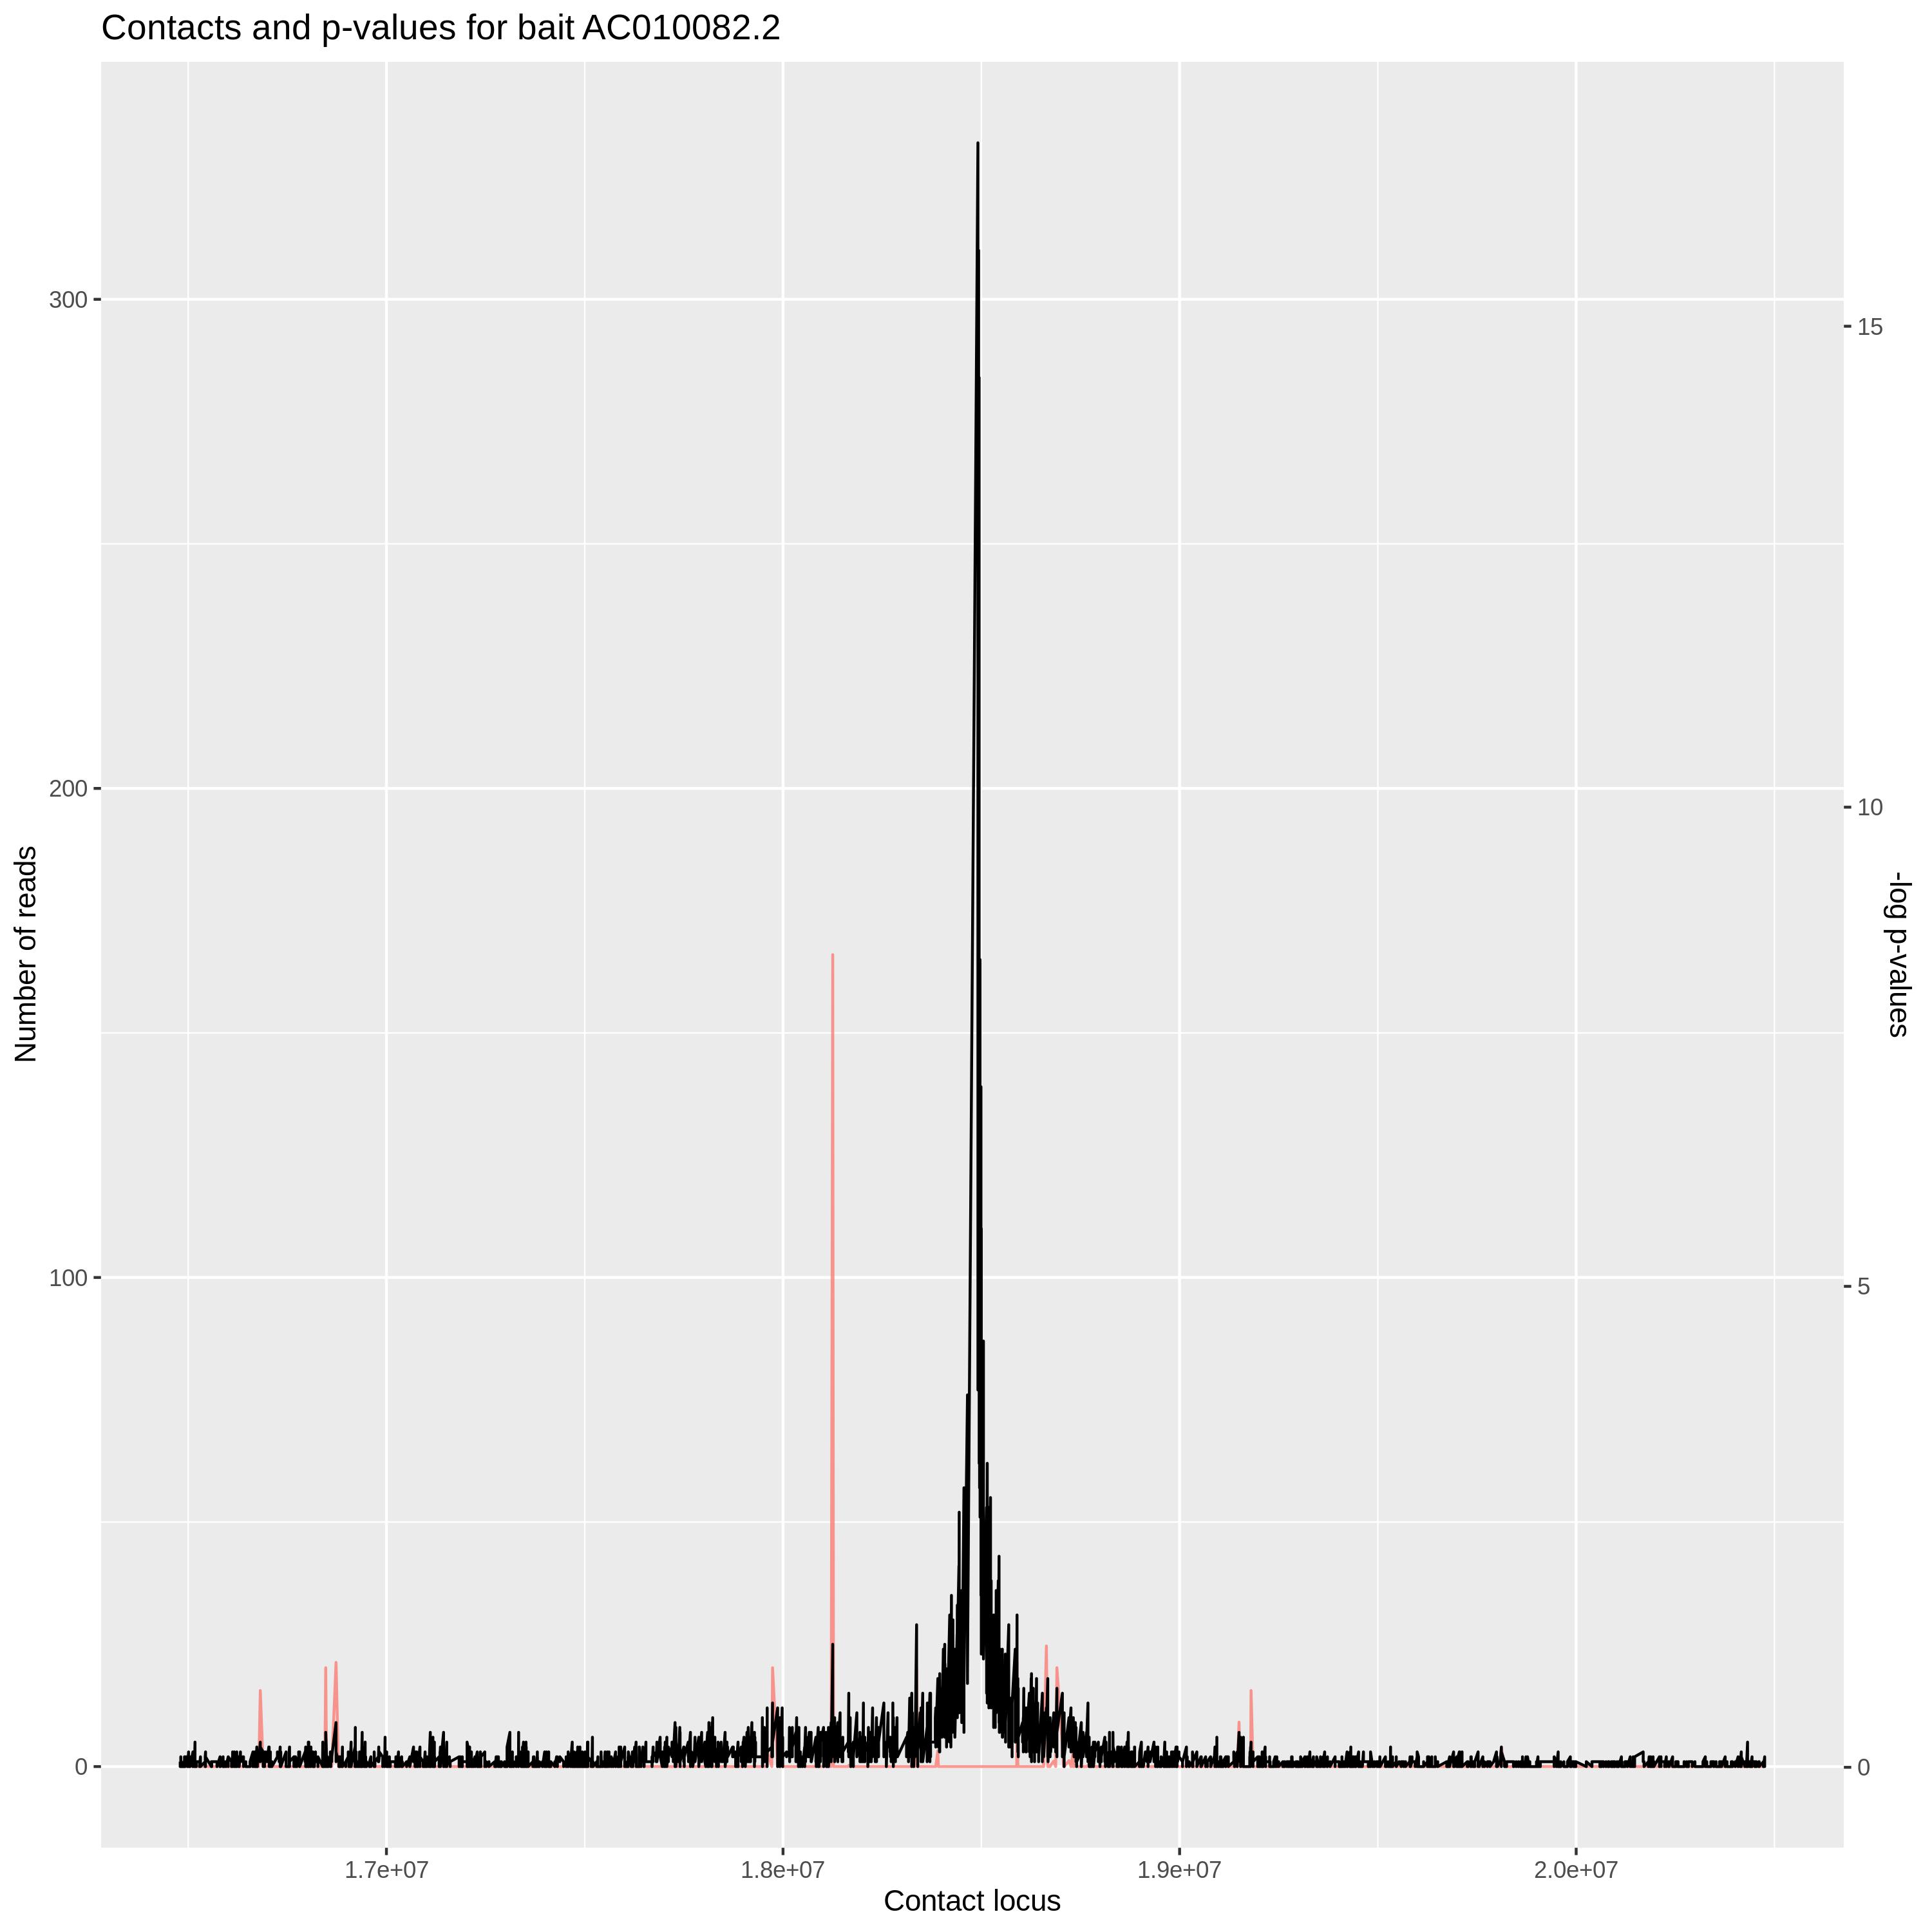 Contacts and p-values for bait AC010082.2
Number of reads
300
200
100
0
15
10
5
0
-log p-values
1.7e+07 1.8e+07 1.9e+07 2.0e+07
Contact locus